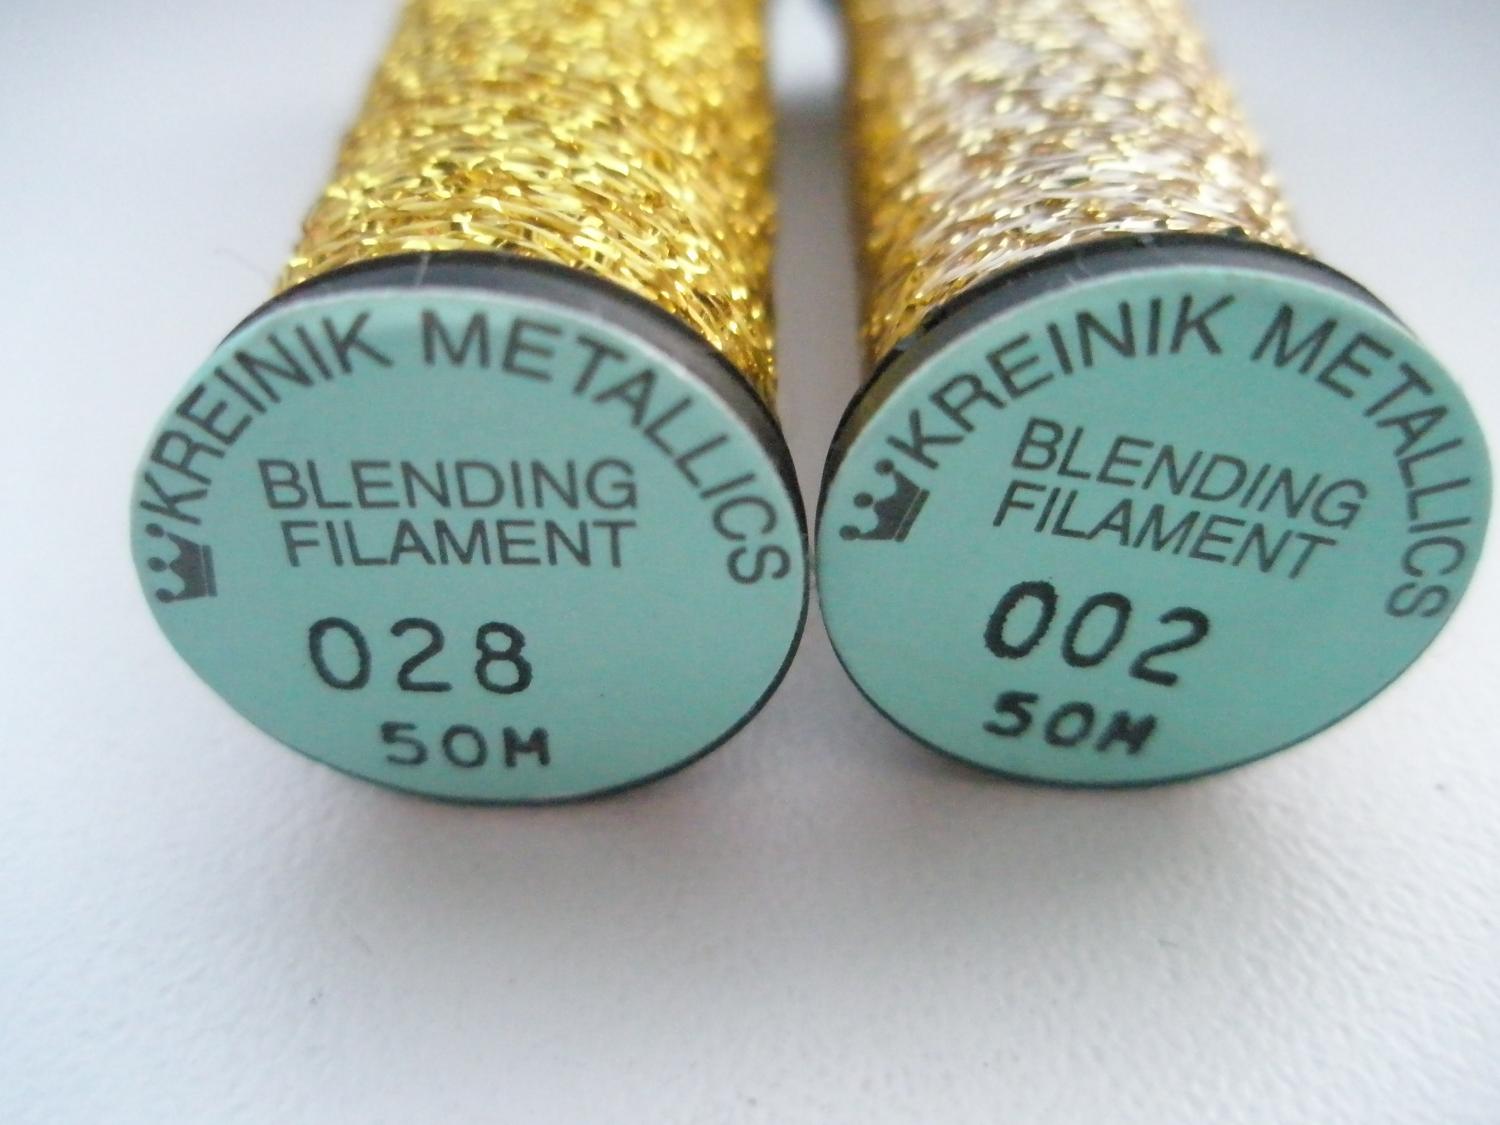 KREINIK METALLICS
BLENDING
FILAMENT
028
50M
KREINIK METALLICS
BLENDING
FILAMENT
002
50M